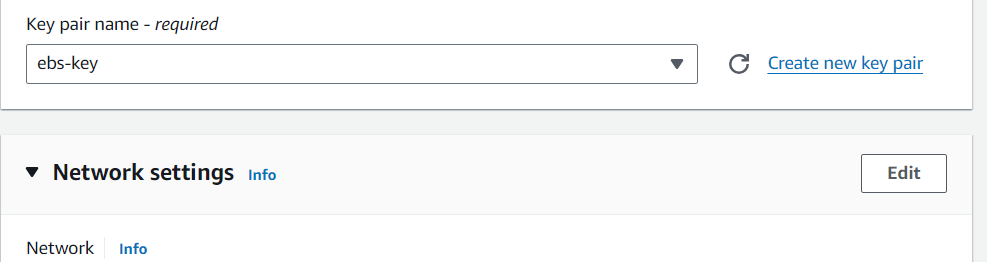 Key pair name - required
ebs-key
Create new key pair
Network settings Info
Edit
Network Info